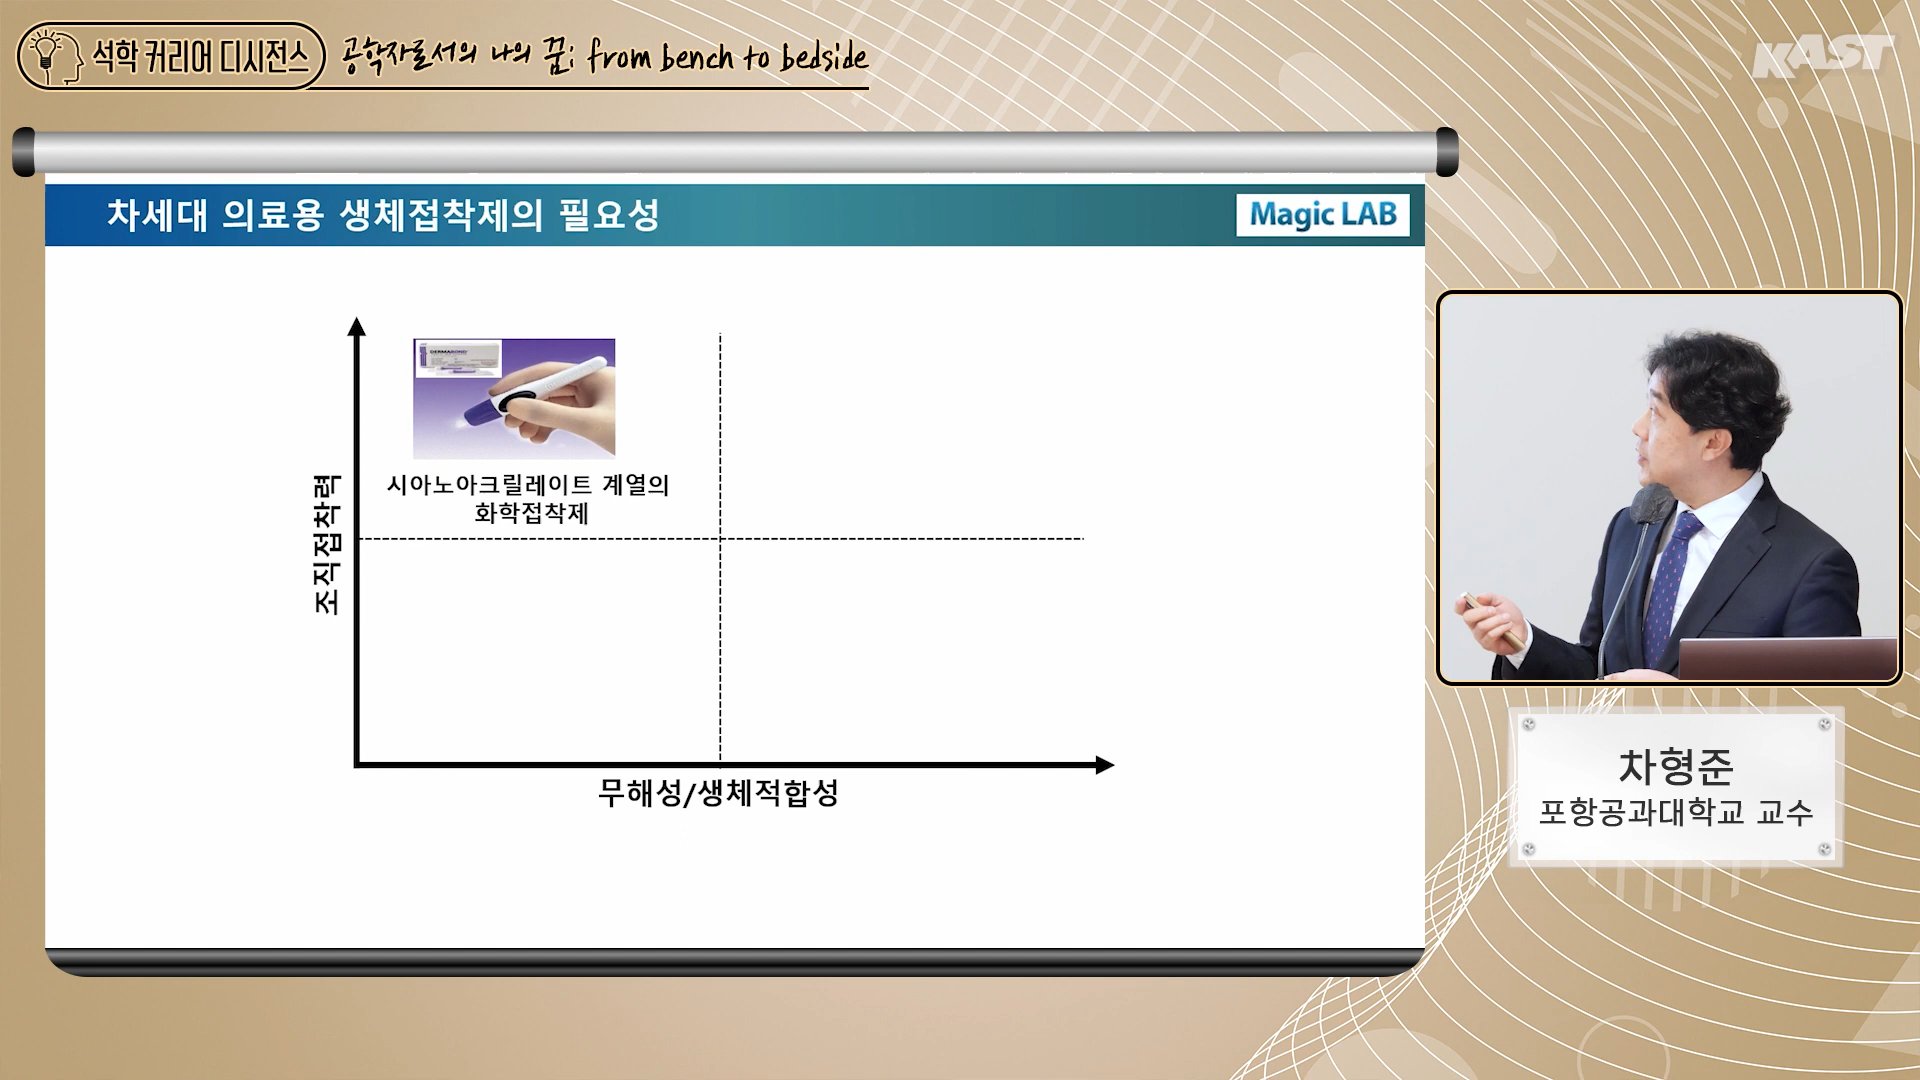 석학 커리어 디시전스
공학자로서의 나의 꿈; from bench to bedside
KAST
차세대 의료용 생체접착제의 필요성
Magic LAB
DERMABOND
시아노아크릴레이트 계열의
화학접착제
조직접착력
무해성/생체적합성
차형준
포항공과대학교 교수